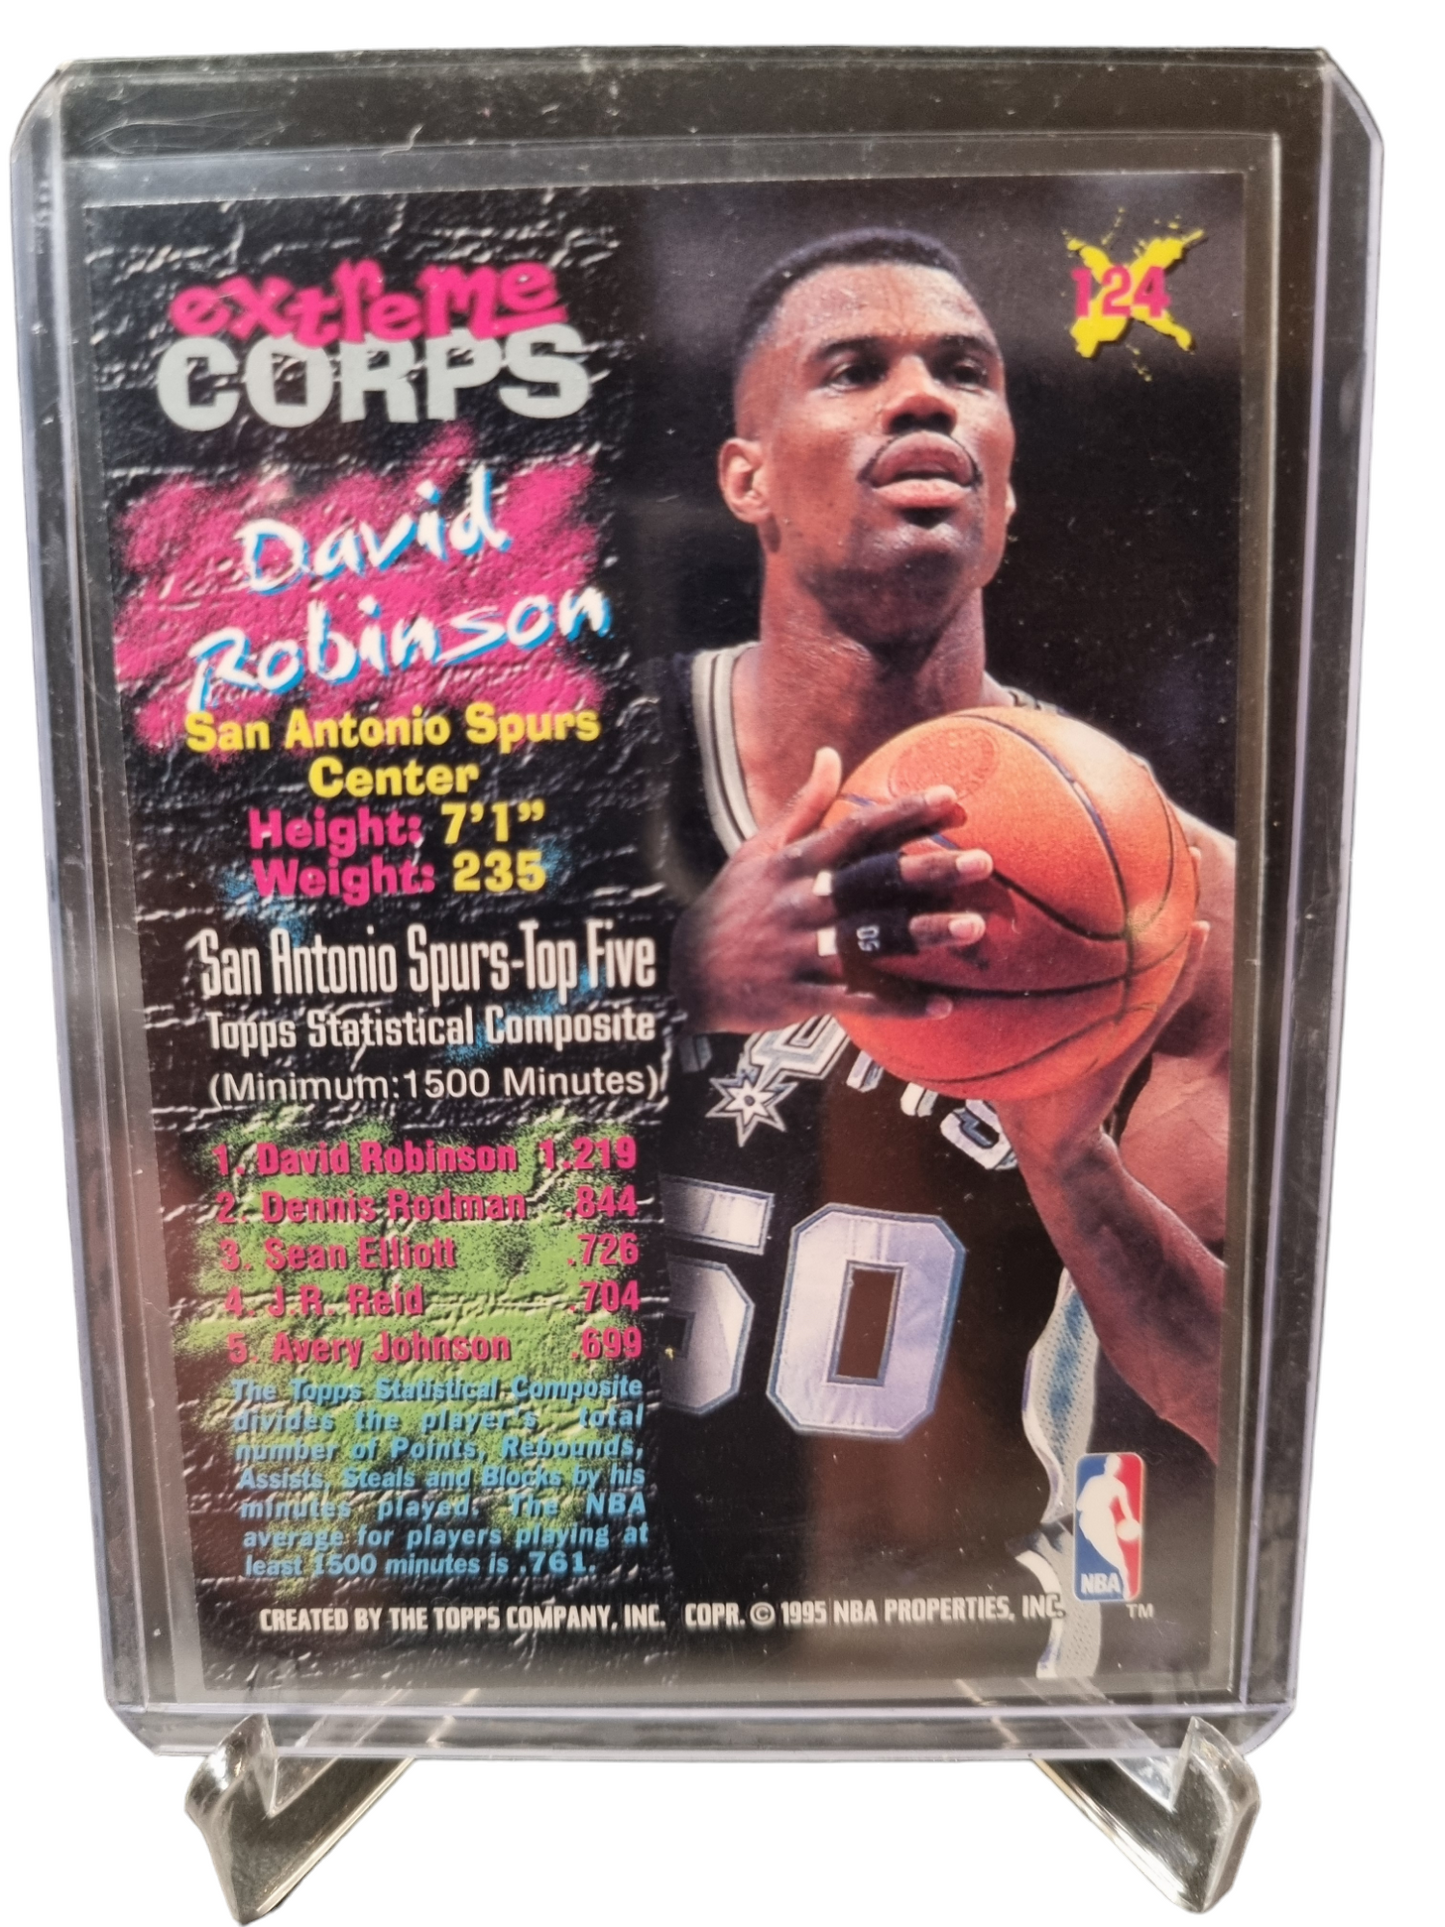 extreme
CORPS
124
David
Robinson
San Antonio Spurs
Center
Height: 7'1"
Weight: 235
San Antonio Spurs-Top Five
Topps Statistical Composite
(Minimum:1500 Minutes)
1. David Robinson 1.219
2. Dennis Rodman .844
3. Sean Elliott .726
4. J.R. Reid .704
5. Avery Johnson .699
The Topps Statistical Composite
divides the player's total
number of Points, Rebounds,
Assists, Steals and Blocks by his
minutes played. The NBA
average for players playing at
least 1500 minutes is .761.
50
50
NBA
TM
CREATED BY THE TOPPS COMPANY, INC. COPR. © 1995 NBA PROPERTIES, INC.